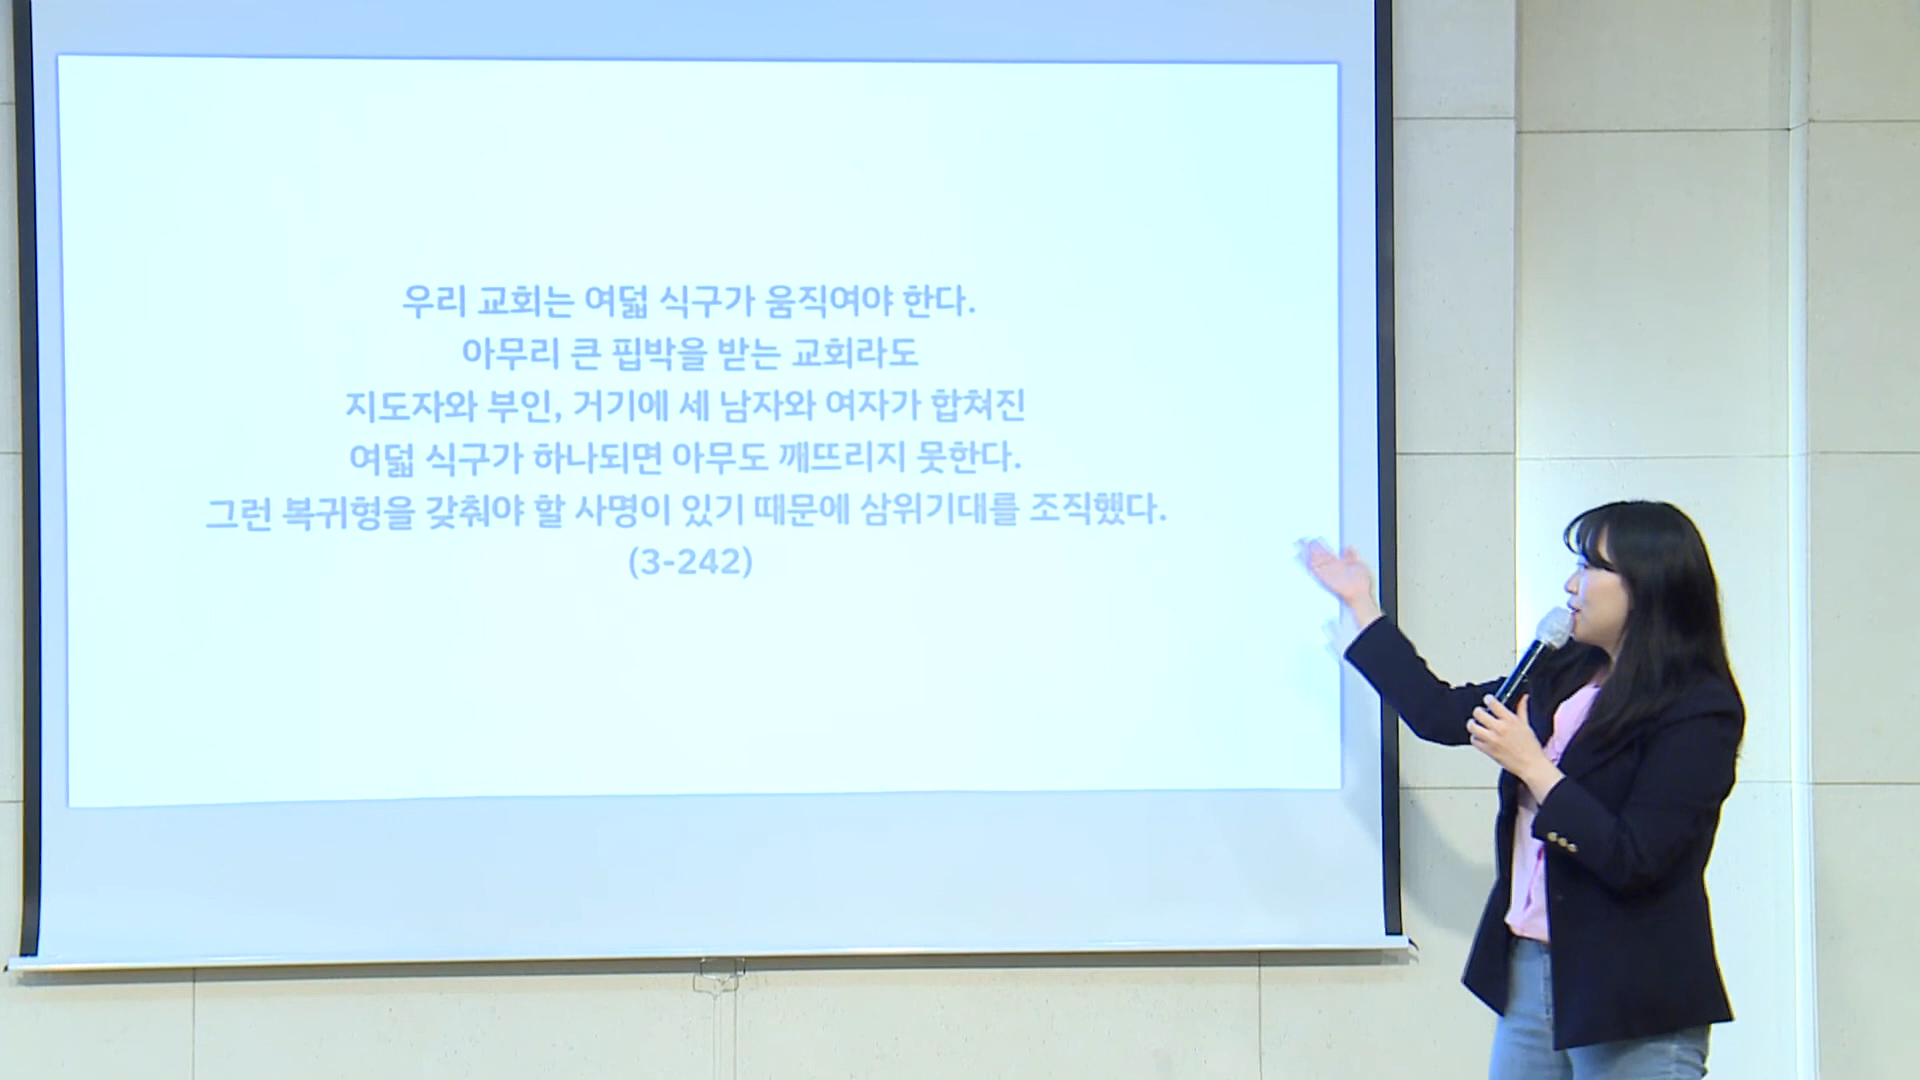 우리 교회는 여덟 식구가 움직여야 한다.
아무리 큰 핍박을 받는 교회라도
지도자와 부인, 거기에 세 남자와 여자가 합쳐진
여덟 식구가 하나되면 아무도 깨뜨리지 못한다.
그런 복귀형을 갖춰야 할 사명이 있기 때문에 삼위기대를 조직했다.
(3-242)